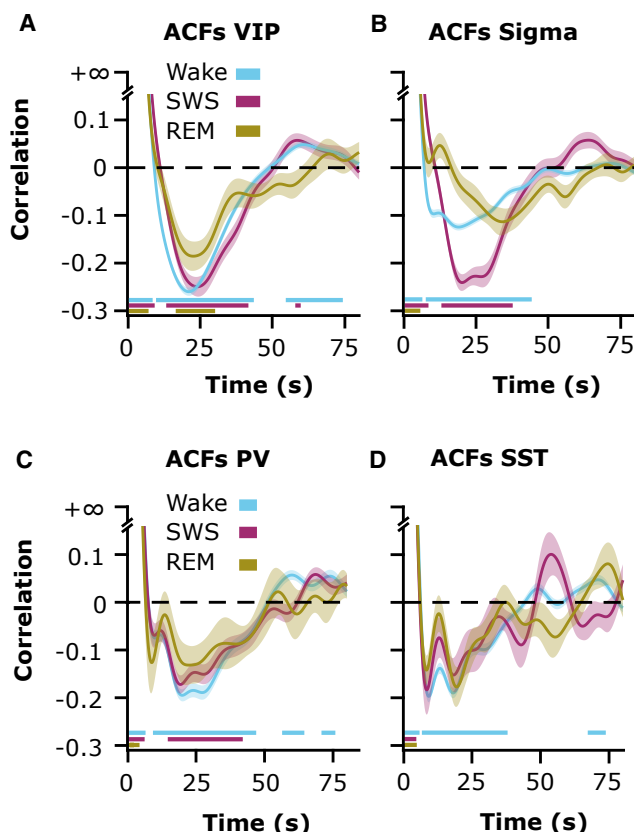 A
ACFs VIP
B
ACFs Sigma
+∞
Wake
SWS
REM
0.1
0
-0.1
-0.2
-0.3
Correlation
0
25
50
75
Time (s)
0
25
50
75
Time (s)
C
ACFs PV
D
ACFs SST
+∞
Wake
SWS
REM
0.1
0
-0.1
-0.2
-0.3
Correlation
0
25
50
75
Time (s)
0
25
50
75
Time (s)